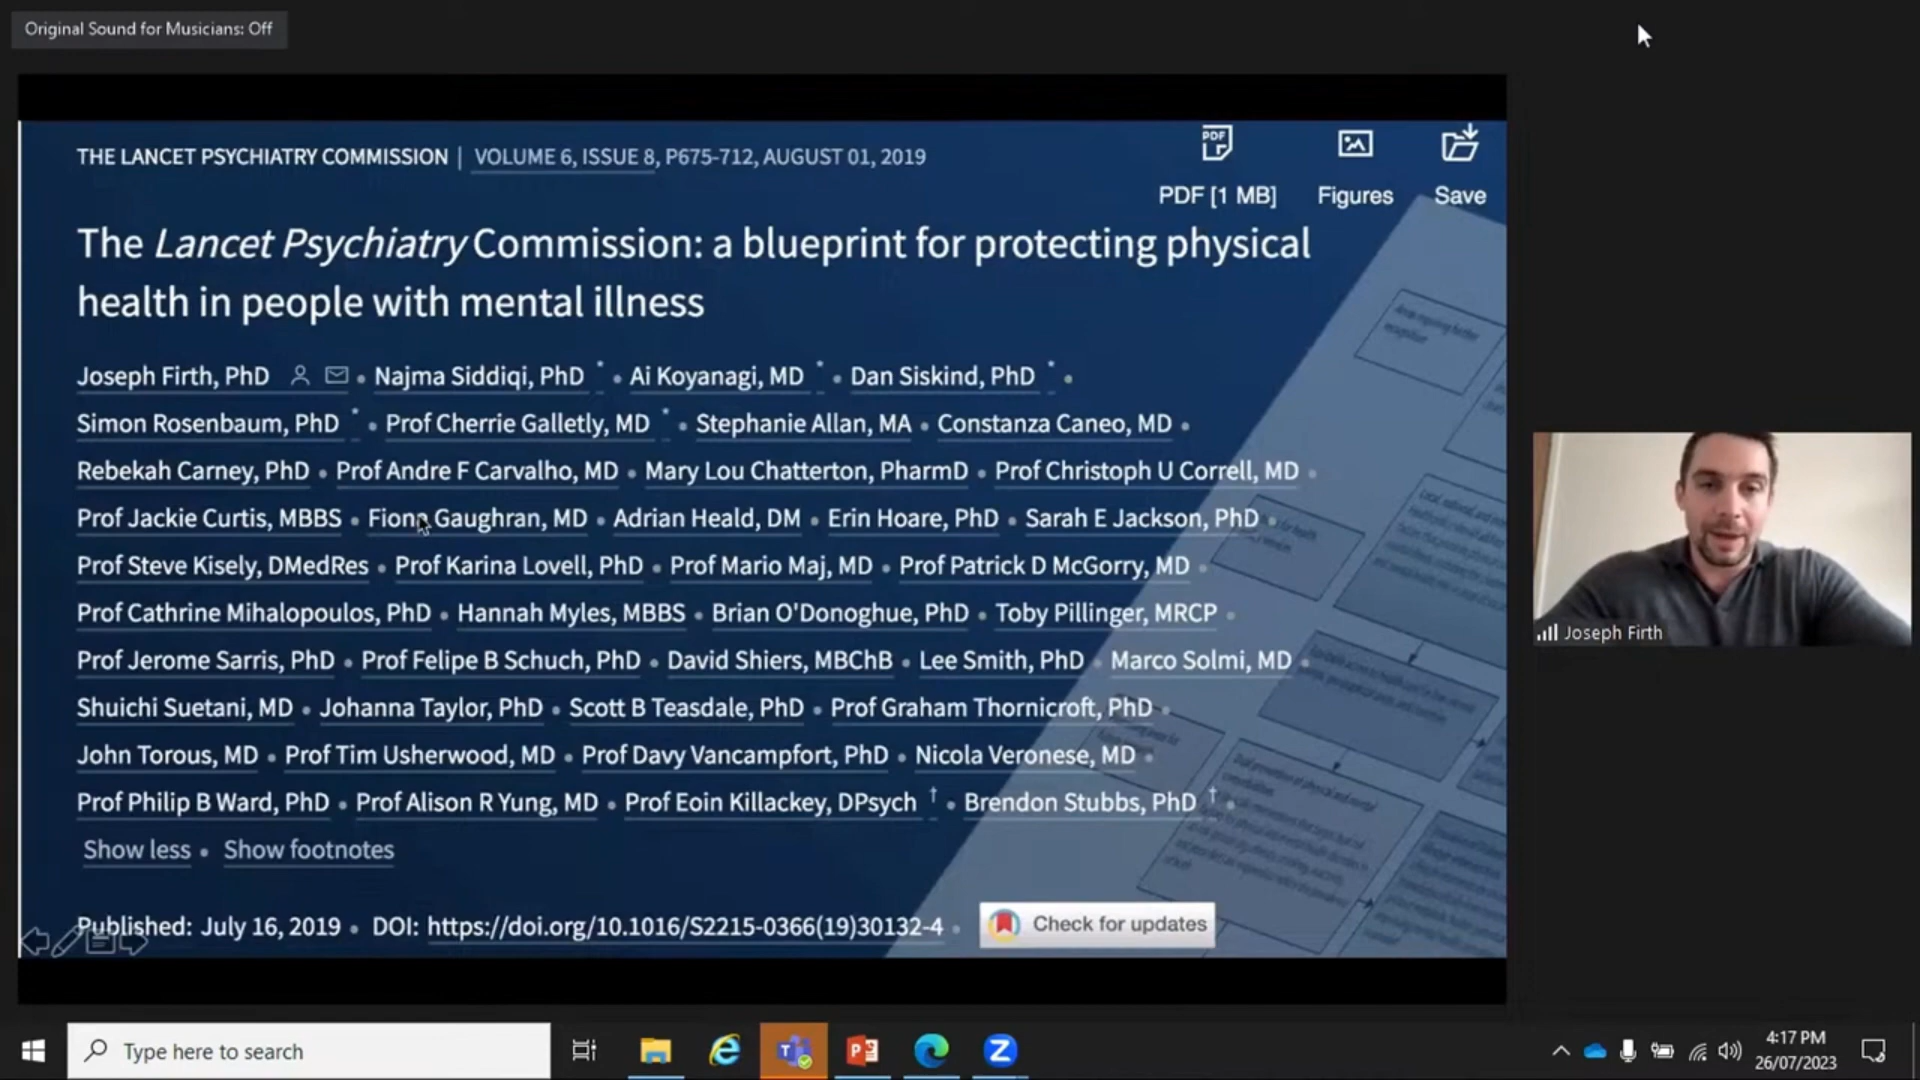 Original Sound for Musicians: Off
THE LANCET PSYCHIATRY COMMISSION | VOLUME 6, ISSUE 8, P675-712, AUGUST 01, 2019
PDF [1 MB] Figures Save
The Lancet Psychiatry Commission: a blueprint for protecting physical
health in people with mental illness
Joseph Firth, PhD • Najma Siddiqi, PhD * • Ai Koyanagi, MD * • Dan Siskind, PhD * •
Simon Rosenbaum, PhD * • Prof Cherrie Galletly, MD * • Stephanie Allan, MA • Constanza Caneo, MD •
Rebekah Carney, PhD • Prof Andre F Carvalho, MD • Mary Lou Chatterton, PharmD • Prof Christoph U Correll, MD •
Prof Jackie Curtis, MBBS • Fiona Gaughran, MD • Adrian Heald, DM • Erin Hoare, PhD • Sarah E Jackson, PhD •
Prof Steve Kisely, DMedRes • Prof Karina Lovell, PhD • Prof Mario Maj, MD • Prof Patrick D McGorry, MD •
Prof Cathrine Mihalopoulos, PhD • Hannah Myles, MBBS • Brian O'Donoghue, PhD • Toby Pillinger, MRCP •
Prof Jerome Sarris, PhD • Prof Felipe B Schuch, PhD • David Shiers, MBChB • Lee Smith, PhD • Marco Solmi, MD •
Shuichi Suetani, MD • Johanna Taylor, PhD • Scott B Teasdale, PhD • Prof Graham Thornicroft, PhD •
John Torous, MD • Prof Tim Usherwood, MD • Prof Davy Vancampfort, PhD • Nicola Veronese, MD •
Prof Philip B Ward, PhD • Prof Alison R Yung, MD • Prof Eoin Killackey, DPsych † • Brendon Stubbs, PhD † •
Show less • Show footnotes
Published: July 16, 2019 • DOI: https://doi.org/10.1016/S2215-0366(19)30132-4 • Check for updates
Joseph Firth
Type here to search
4:17 PM
26/07/2023